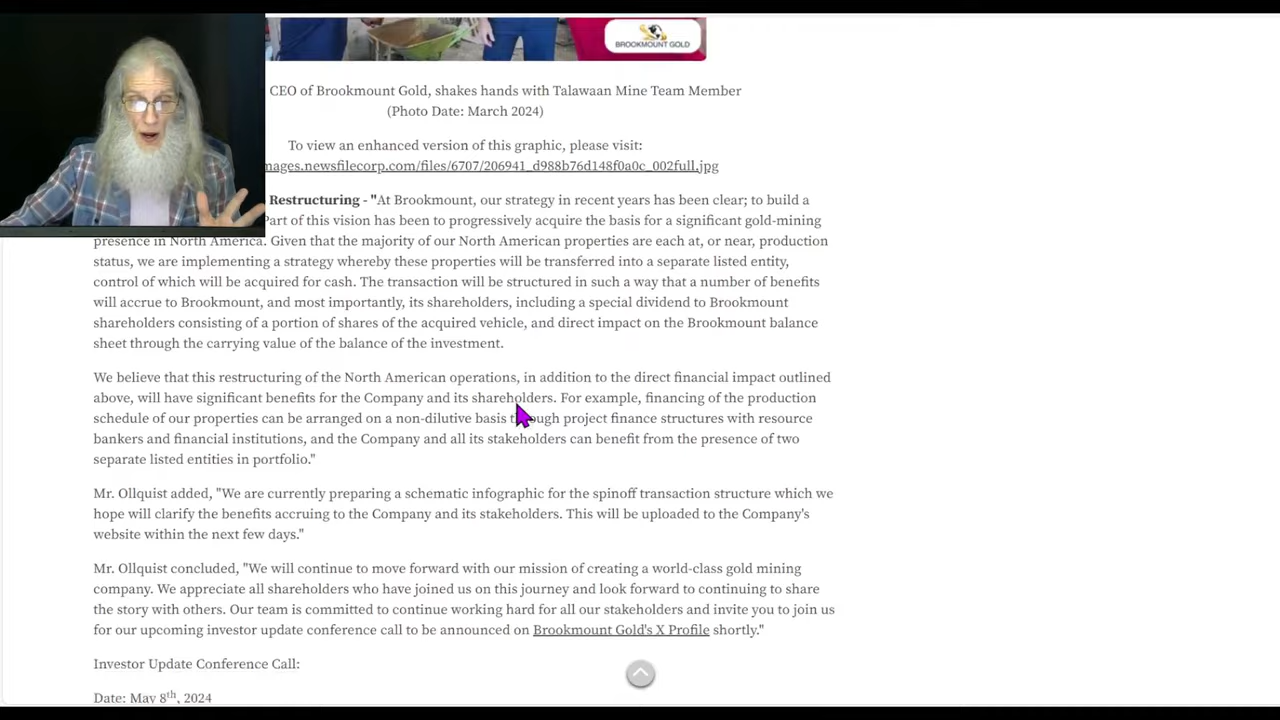 BROOKMOUNT GOLD
CEO of Brookmount Gold, shakes hands with Talawaan Mine Team Member
(Photo Date: March 2024)
To view an enhanced version of this graphic, please visit:
mages.newsfilecorp.com/files/6707/206941_d988b76d148f0a0c_002full.jpg
Restructuring - "At Brookmount, our strategy in recent years has been clear; to build a
Part of this vision has been to progressively acquire the basis for a significant gold-mining
presence in North America. Given that the majority of our North American properties are each at, or near, production
status, we are implementing a strategy whereby these properties will be transferred into a separate listed entity,
control of which will be acquired for cash. The transaction will be structured in such a way that a number of benefits
will accrue to Brookmount, and most importantly, its shareholders, including a special dividend to Brookmount
shareholders consisting of a portion of shares of the acquired vehicle, and direct impact on the Brookmount balance
sheet through the carrying value of the balance of the investment.
We believe that this restructuring of the North American operations, in addition to the direct financial impact outlined
above, will have significant benefits for the Company and its shareholders. For example, financing of the production
schedule of our properties can be arranged on a non-dilutive basis through project finance structures with resource
bankers and financial institutions, and the Company and all its stakeholders can benefit from the presence of two
separate listed entities in portfolio."
Mr. Ollquist added, "We are currently preparing a schematic infographic for the spinoff transaction structure which we
hope will clarify the benefits accruing to the Company and its stakeholders. This will be uploaded to the Company's
website within the next few days."
Mr. Ollquist concluded, "We will continue to move forward with our mission of creating a world-class gold mining
company. We appreciate all shareholders who have joined us on this journey and look forward to continuing to share
the story with others. Our team is committed to continue working hard for all our stakeholders and invite you to join us
for our upcoming investor update conference call to be announced on Brookmount Gold's X Profile shortly."
Investor Update Conference Call:
Date: May 8th, 2024